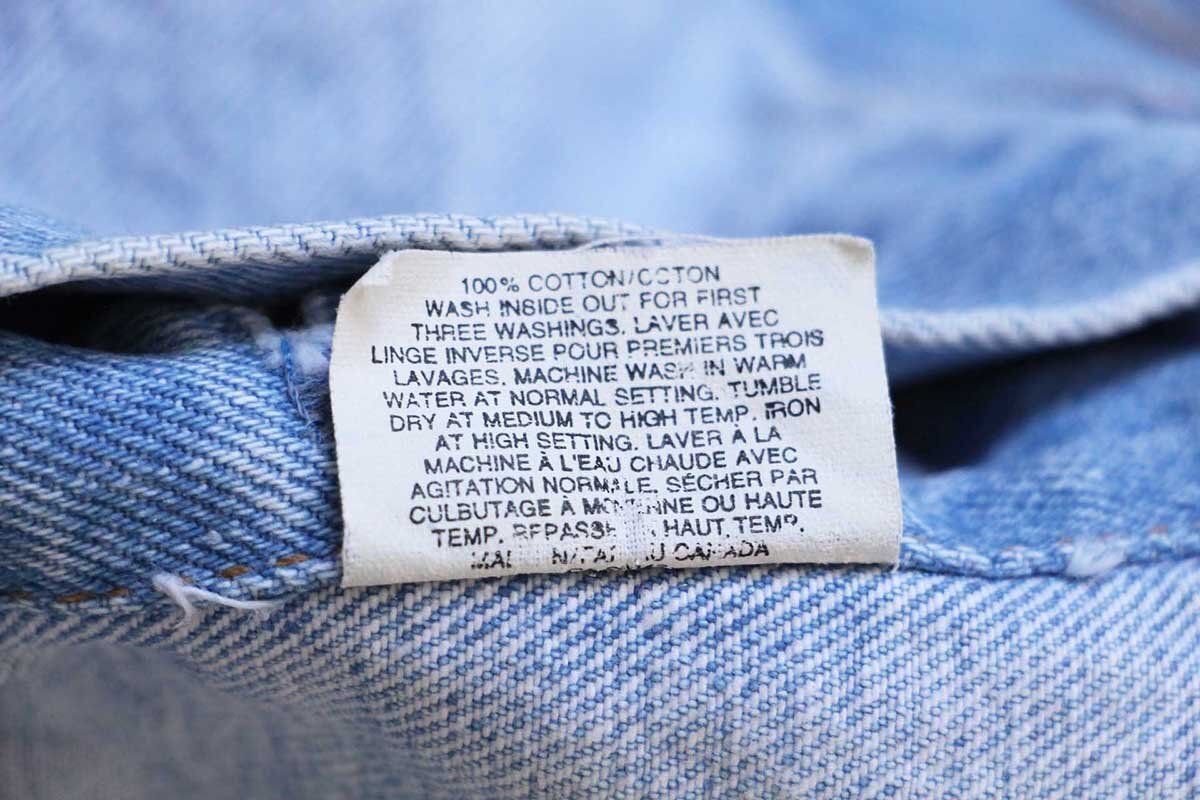 100% COTTON/COTON
WASH INSIDE OUT FOR FIRST
THREE WASHINGS. LAVER AVEC
LINGE INVERSE POUR PREMIERS TROIS
LAVAGES. MACHINE WASH IN WARM
WATER AT NORMAL SETTING. TUMBLE
DRY AT MEDIUM TO HIGH TEMP. IRON
AT HIGH SETTING. LAVER À LA
MACHINE À L'EAU CHAUDE AVEC
AGITATION NORMALE. SÉCHER PAR
CULBUTAGE À MOYENNE OU HAUTE
TEMP. HAUT TEMP.
CANADA